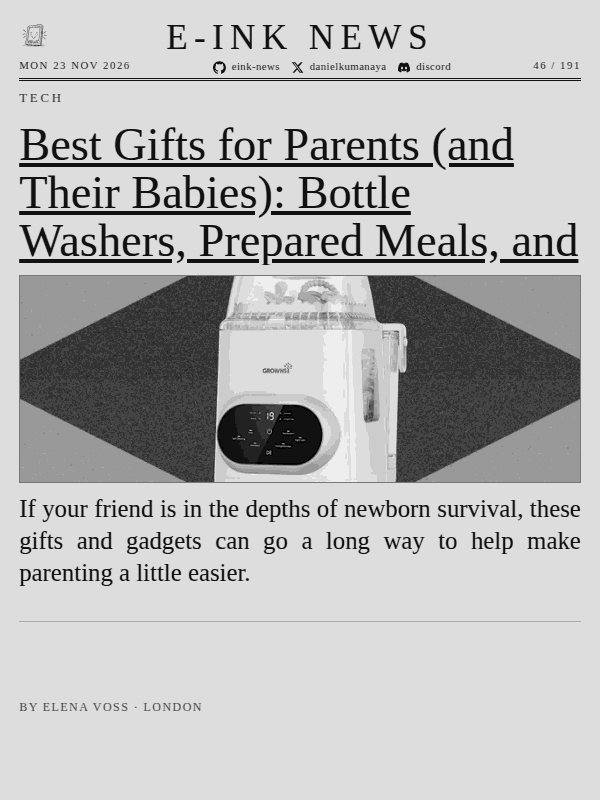 E-INK NEWS
MON 23 NOV 2026
eink-news danielkumanaya discord
46 / 191
TECH
Best Gifts for Parents (and
Their Babies): Bottle
Washers, Prepared Meals, and
GROWNSY
19
If your friend is in the depths of newborn survival, these
gifts and gadgets can go a long way to help make
parenting a little easier.
BY ELENA VOSS · LONDON